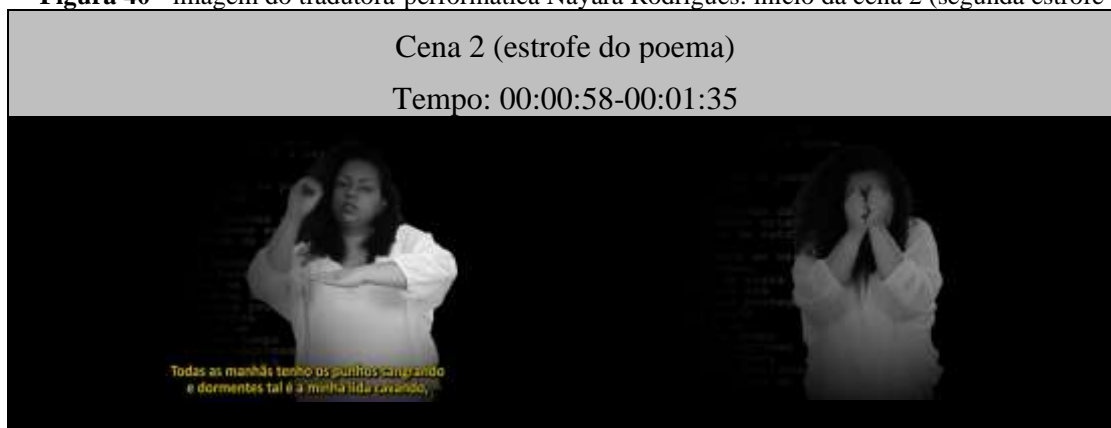 Figura 40 - Imagem do tradutora-performática Nayara Rodrigues: início da cena 2 (segunda estrofe
Cena 2 (estrofe do poema)
Tempo: 00:00:58-00:01:35
Todas as manhãs tenho os punhos sangrando
e dormentes tal é a minha lida cavando,